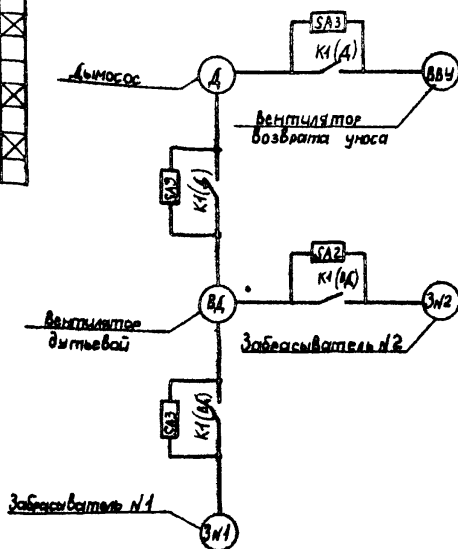 SA3
K1(Д)
Дымосос
Д
ВВУ
Вентилятор
возврата уноса
K1(Д)
SA2
K1(ВД)
ВД
ЗN2
Вентилятор
дутьевой
Забрасыватель N2
SA3
K1(ВД)
Забрасыватель N1
ЗN1